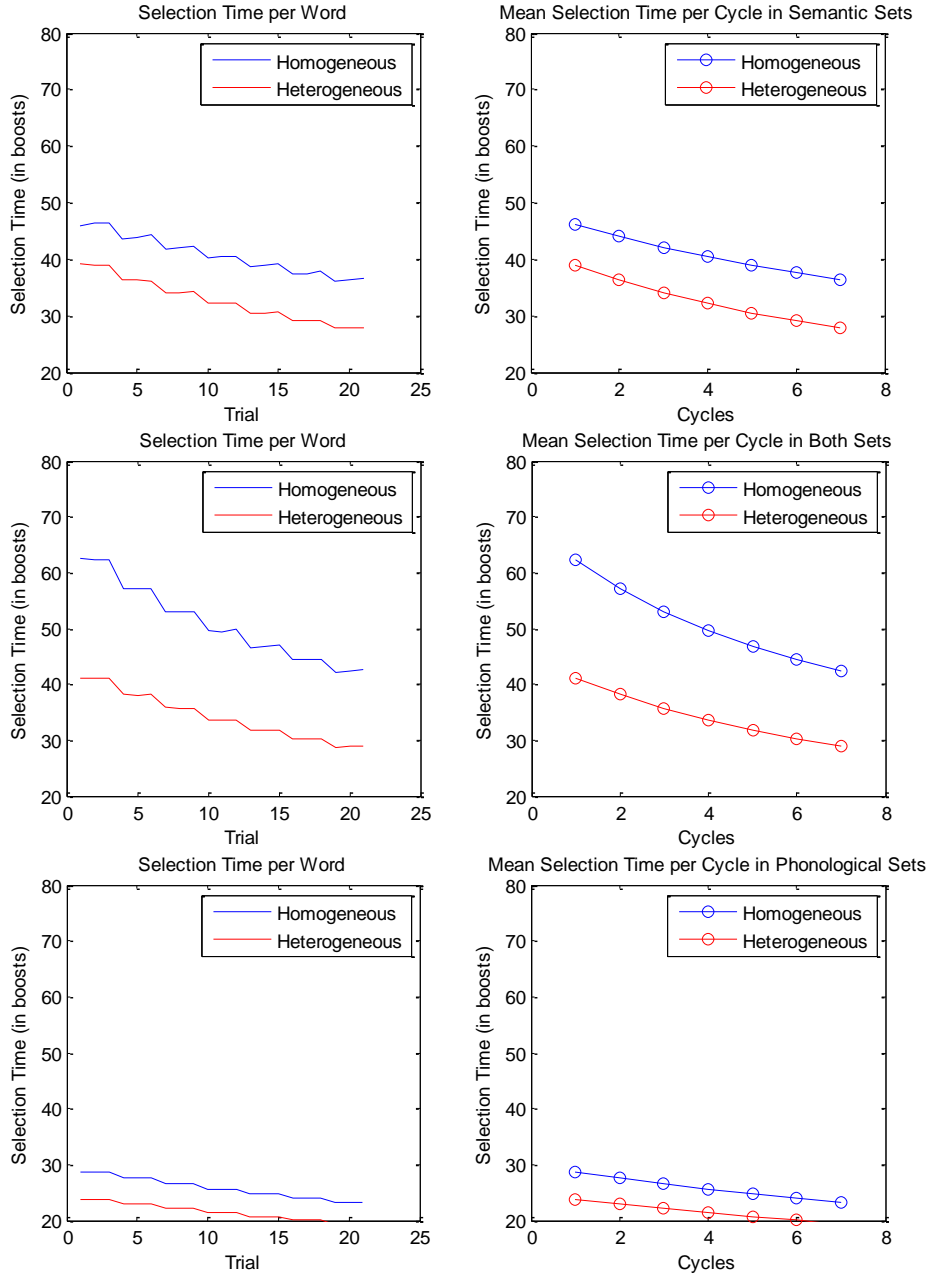 Selection Time per Word
80
70
60
50
40
30
20
Selection Time (in boosts)
0 5 10 15 20 25
Trial
Homogeneous
Heterogeneous
Mean Selection Time per Cycle in Semantic Sets
80
70
60
50
40
30
20
Selection Time (in boosts)
0 2 4 6 8
Cycles
Homogeneous
Heterogeneous
Selection Time per Word
80
70
60
50
40
30
20
Selection Time (in boosts)
0 5 10 15 20 25
Trial
Homogeneous
Heterogeneous
Mean Selection Time per Cycle in Both Sets
80
70
60
50
40
30
20
Selection Time (in boosts)
0 2 4 6 8
Cycles
Homogeneous
Heterogeneous
Selection Time per Word
80
70
60
50
40
30
20
Selection Time (in boosts)
0 5 10 15 20 25
Trial
Homogeneous
Heterogeneous
Mean Selection Time per Cycle in Phonological Sets
80
70
60
50
40
30
20
Selection Time (in boosts)
0 2 4 6 8
Cycles
Homogeneous
Heterogeneous